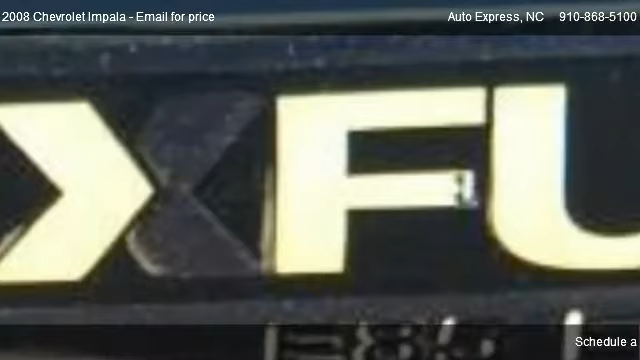 2008 Chevrolet Impala - Email for price
Auto Express, NC 910-868-5100
XFU
Schedule a